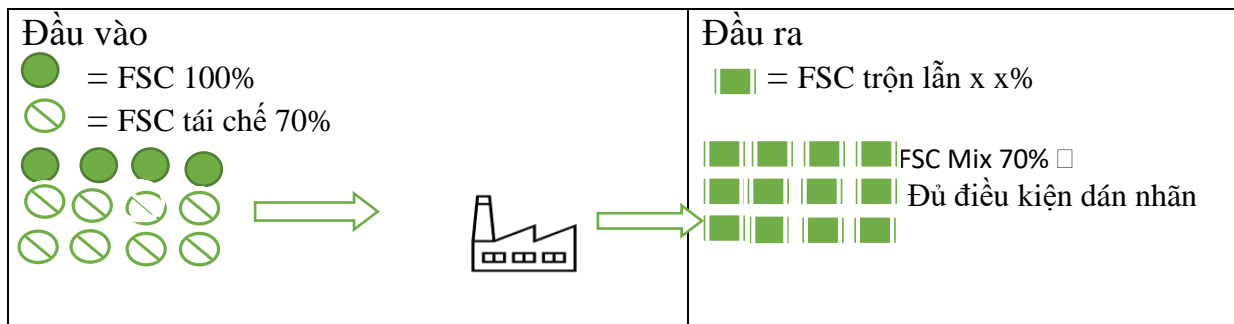 Đầu vào
= FSC 100%
= FSC tái chế 70%
Đầu ra
= FSC trộn lẫn x x%
FSC Mix 70% □
Đủ điều kiện dán nhãn